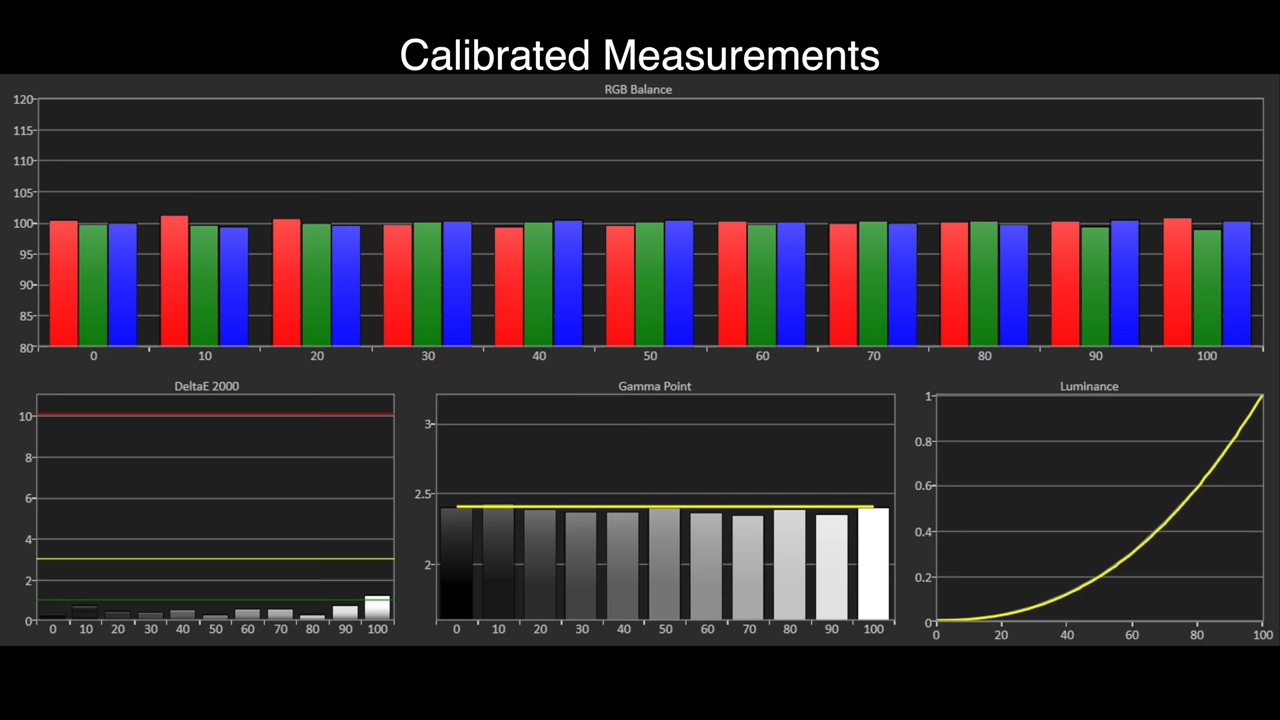 Calibrated Measurements
RGB Balance
120
115
110
105
100
95
90
85
80
0 10 20 30 40 50 60 70 80 90 100
DeltaE 2000
10
8
6
4
2
0
0 10 20 30 40 50 60 70 80 90 100
Gamma Point
3
2.5
2
0 10 20 30 40 50 60 70 80 90 100
Luminance
1
0.8
0.6
0.4
0.2
0
0 20 40 60 80 100